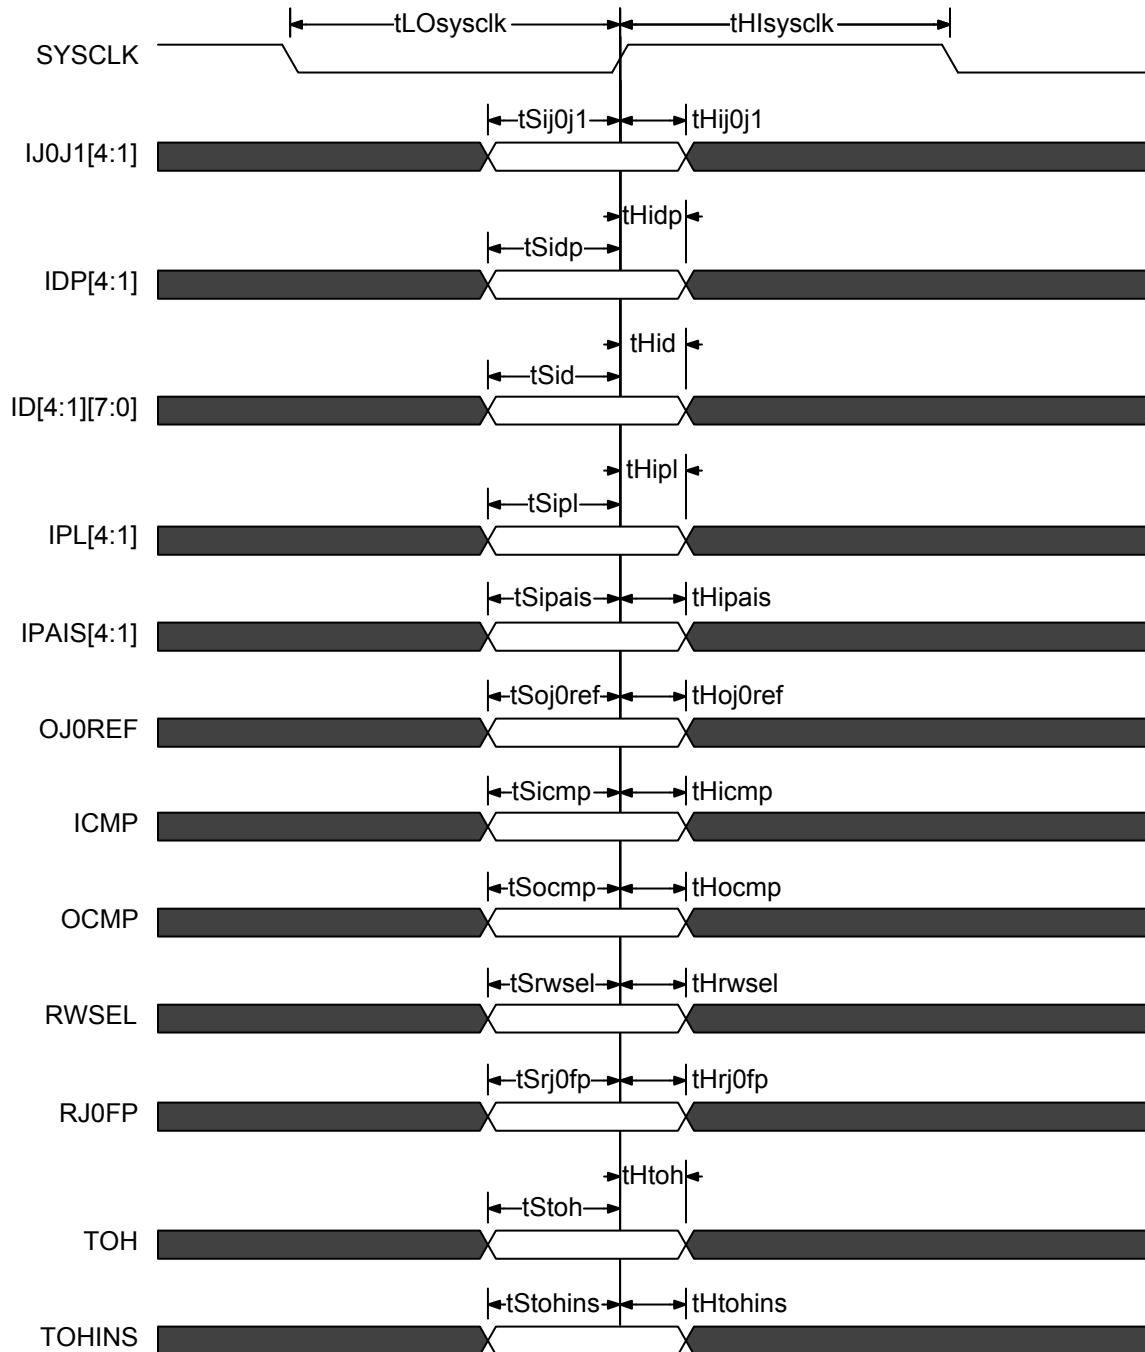 tLOsysclk tHIsysclk
SYSCLK
tSij0j1 tHij0j1
IJ0J1[4:1]
tHidp
tSidp
IDP[4:1]
tHid
tSid
ID[4:1][7:0]
tHipl
tSipl
IPL[4:1]
tSipais tHipais
IPAIS[4:1]
tSoj0ref tHoj0ref
OJ0REF
tSicmp tHicmp
ICMP
tSocmp tHocmp
OCMP
tSrwsel tHrwsel
RWSEL
tSrj0fp tHrj0fp
RJ0FP
tHtoh
tStoh
TOH
tStohins tHtohins
TOHINS